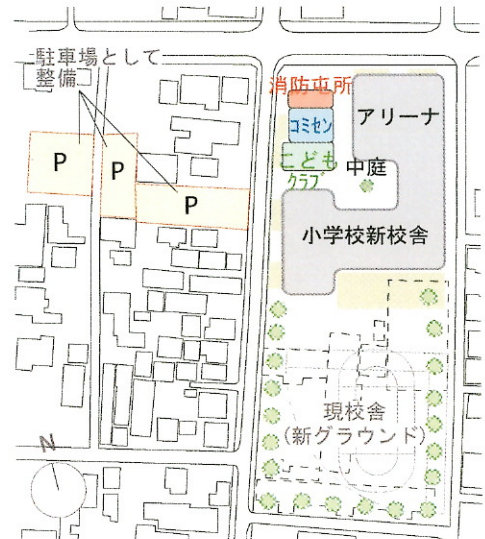 駐車場として
整備
P
P
P
消防屯所
コミセン
こども
クラブ
アリーナ
中庭
小学校新校舎
現校舎
(新グラウンド)
N